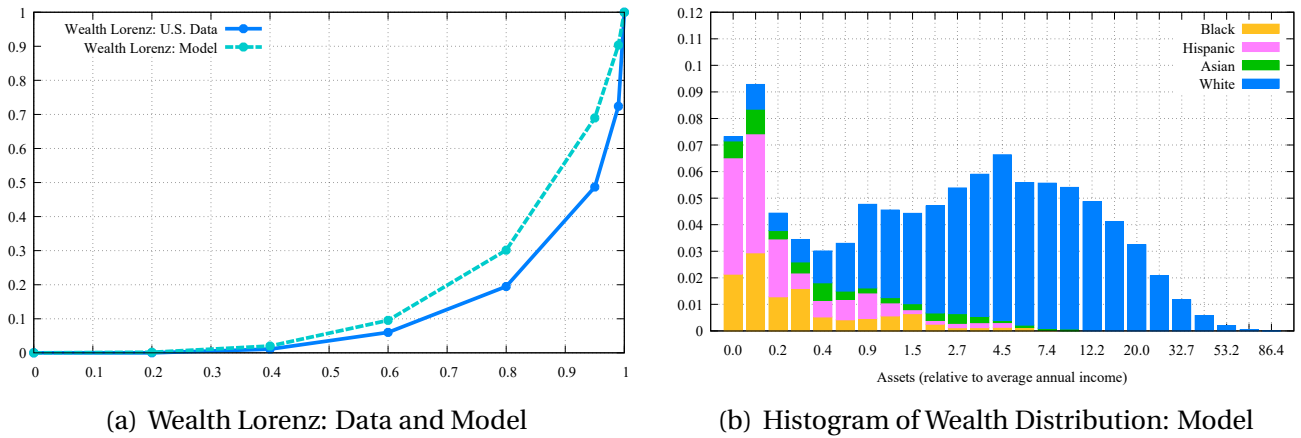 Wealth Lorenz: U.S. Data
Wealth Lorenz: Model
1
0.9
0.8
0.7
0.6
0.5
0.4
0.3
0.2
0.1
0
0 0.1 0.2 0.3 0.4 0.5 0.6 0.7 0.8 0.9 1
(a) Wealth Lorenz: Data and Model
0.12
0.11
0.1
0.09
0.08
0.07
0.06
0.05
0.04
0.03
0.02
0.01
0
Black
Hispanic
Asian
White
0.0 0.2 0.4 0.9 1.5 2.7 4.5 7.4 12.2 20.0 32.7 53.2 86.4
Assets (relative to average annual income)
(b) Histogram of Wealth Distribution: Model